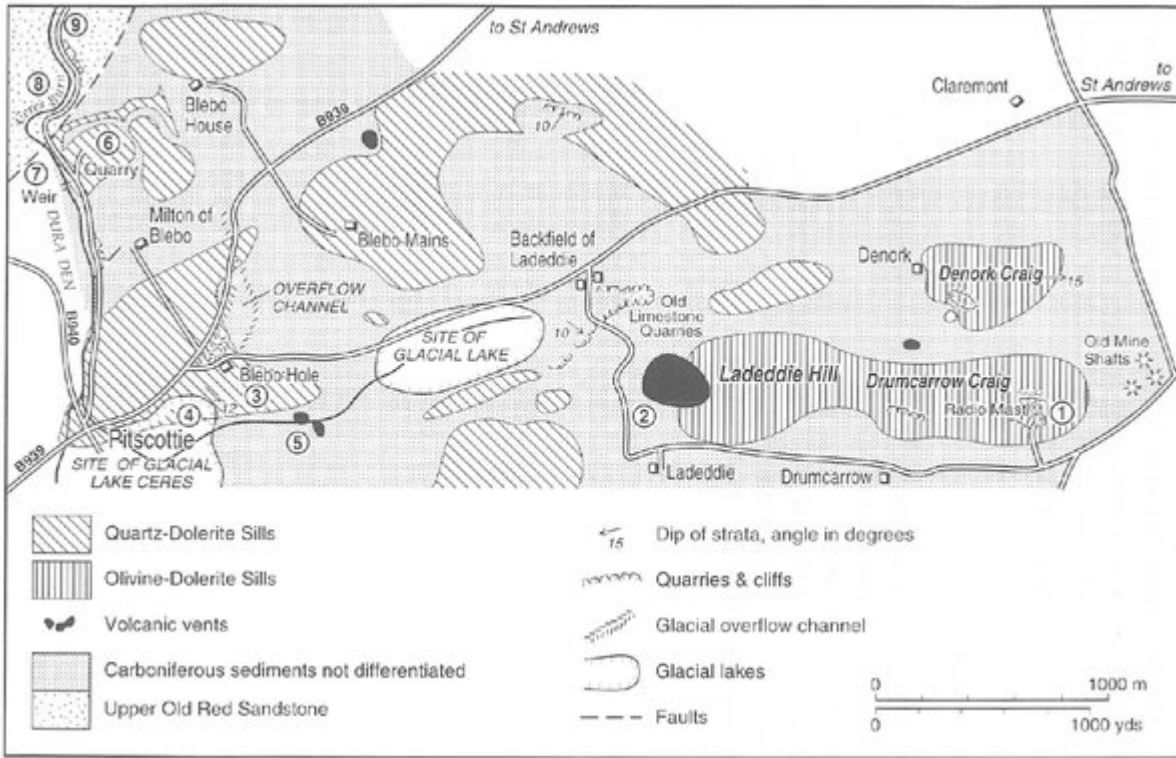 9
to St Andrews
to
St Andrews
8
Claremont
Blebo
House
B939
10
6
Quarry
7
Weir
DURA DEN
Milton of
Blebo
Blebo Mains
Backfield of
Ladeddie
Denork
Denork Craig
15
OVERFLOW
CHANNEL
Old
Limestone
Quarries
10
B940
SITE OF
GLACIAL LAKE
Old Mine
Shafts
Blebo Hole
3
12
Ladeddie Hill
Drumcarrow Craig
Radio Mast
1
4
2
Pitscottie
5
B939
SITE OF GLACIAL
LAKE CERES
Ladeddie
Drumcarrow
Quartz-Dolerite Sills
Olivine-Dolerite Sills
Volcanic vents
Carboniferous sediments not differentiated
Upper Old Red Sandstone
15
Dip of strata, angle in degrees
Quarries & cliffs
Glacial overflow channel
Glacial lakes
Faults
0 1000 m
0 1000 yds